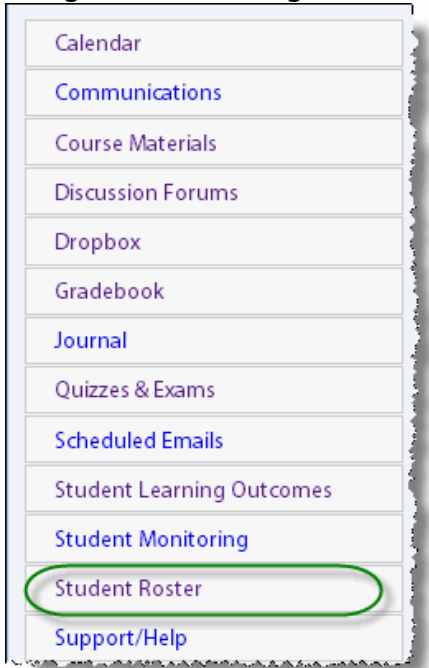 Calendar
Communications
Course Materials
Discussion Forums
Dropbox
Gradebook
Journal
Quizzes & Exams
Scheduled Emails
Student Learning Outcomes
Student Monitoring
Student Roster
Support/Help